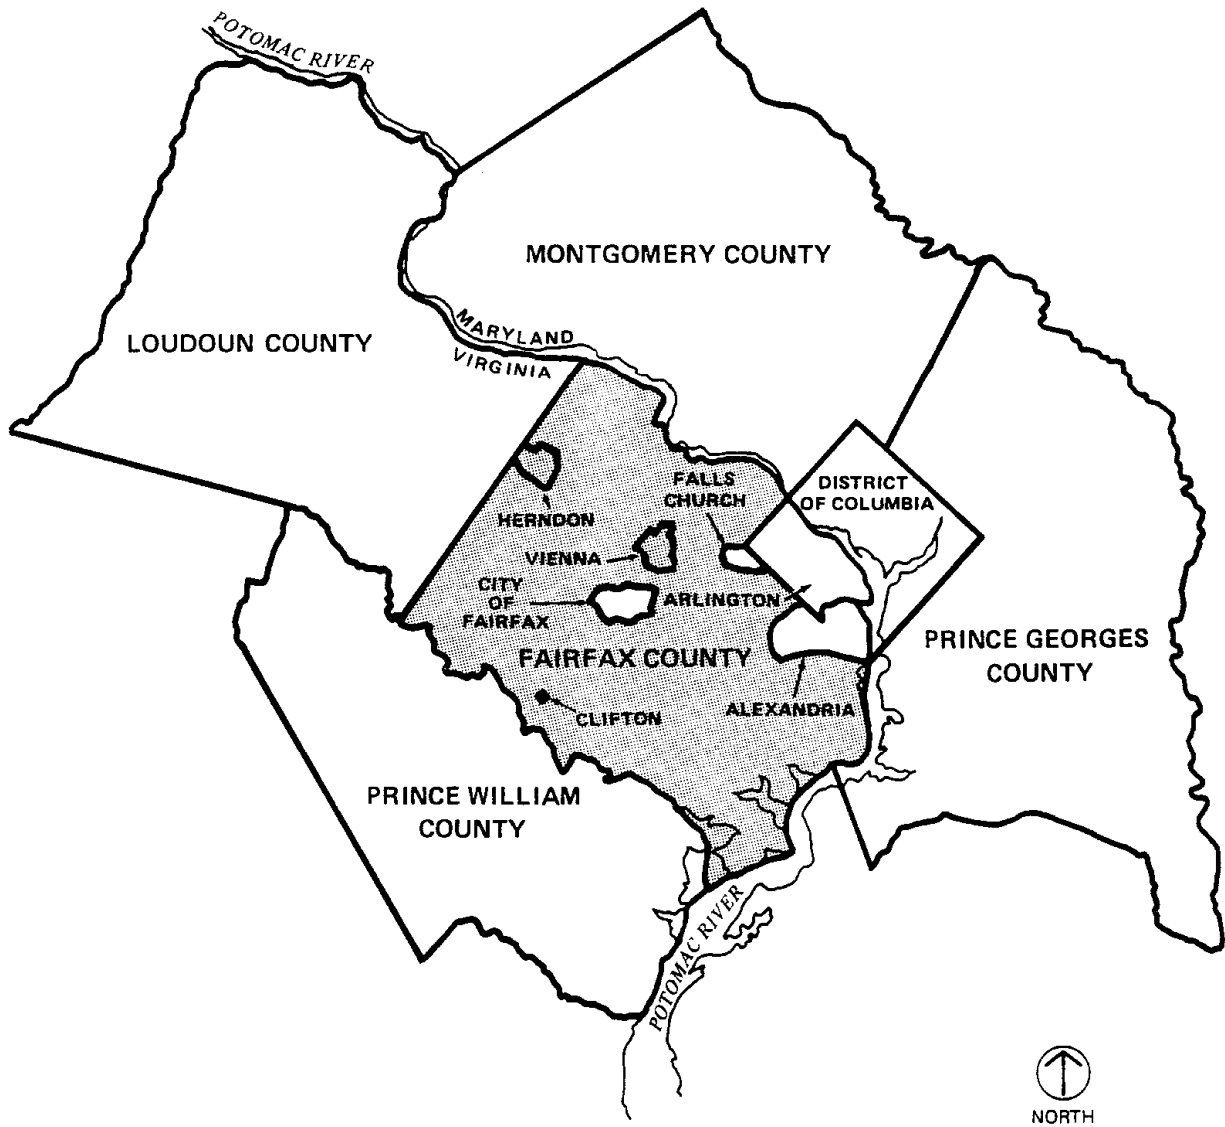 POTOMAC RIVER
MONTGOMERY COUNTY
LOUDOUN COUNTY
MARYLAND
VIRGINIA
FALLS
CHURCH
DISTRICT
OF COLUMBIA
HERNDON
VIENNA
CITY
OF
FAIRFAX
ARLINGTON
FAIRFAX COUNTY
PRINCE GEORGES
COUNTY
ALEXANDRIA
CLIFTON
PRINCE WILLIAM
COUNTY
POTOMAC RIVER
NORTH